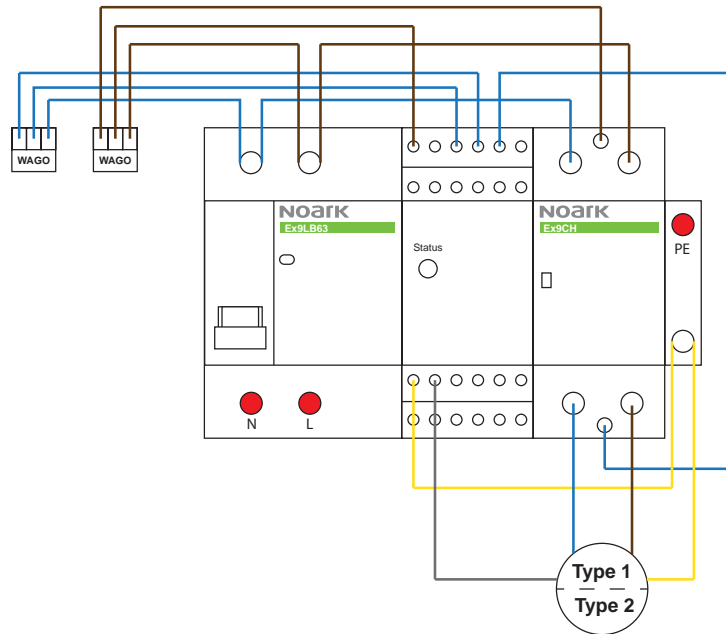 WAGO
WAGO
NOARK
Ex9LB63
NOARK
Ex9CH
Status
PE
N
L
Type 1
Type 2